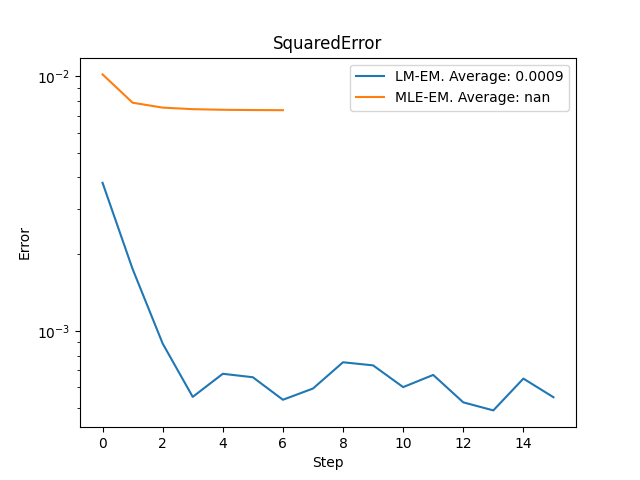 SquaredError
LM-EM. Average: 0.0009
MLE-EM. Average: nan
Error
10⁻²
10⁻³
0 2 4 6 8 10 12 14
Step